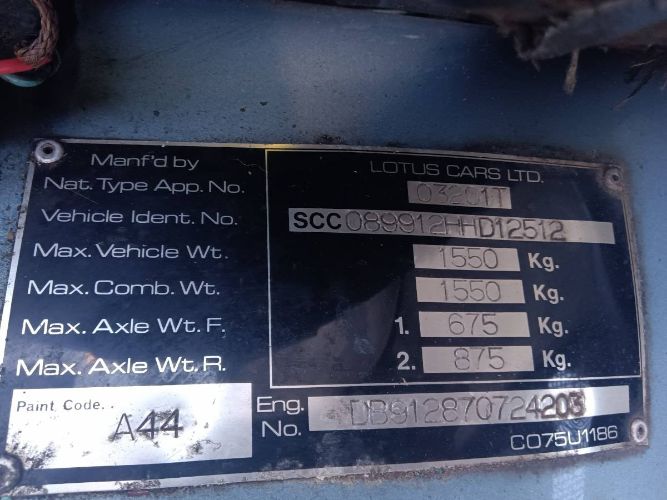 Manf'd by LOTUS CARS LTD.
Nat. Type App. No. 03201T
Vehicle Ident. No. SCC089912HHD12512
Max. Vehicle Wt. 1550 Kg.
Max. Comb. Wt. 1550 Kg.
Max. Axle Wt. F. 1. 675 Kg.
Max. Axle Wt. R. 2. 875 Kg.
Paint Code. A44
Eng. No. DB912870724203
CO75U1186